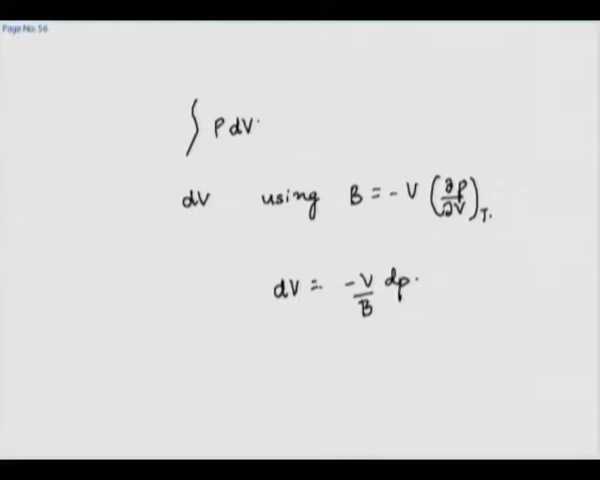 Page No: 56
∫ P dV.
dV using B = - V (∂P/∂V)_T.
dV = -V/B dp.